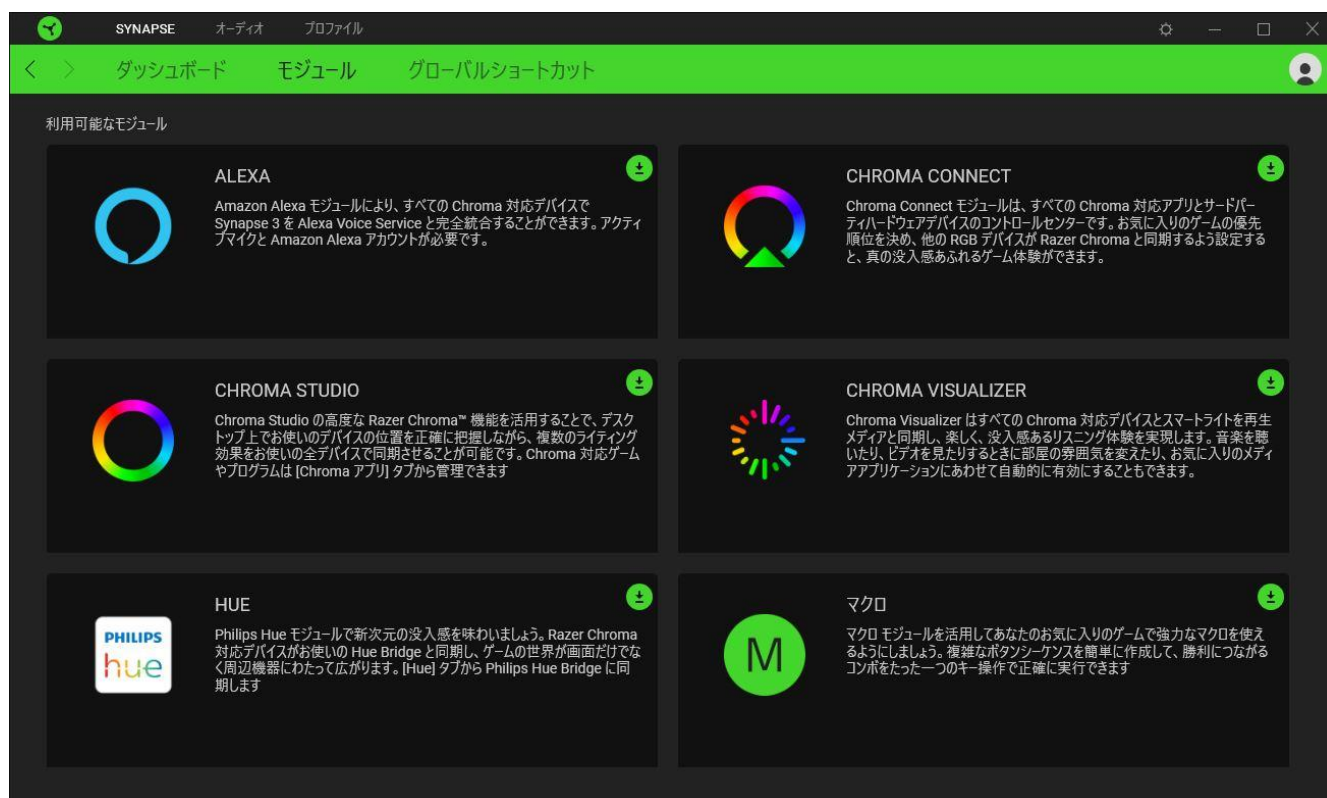 SYNAPSE オーディオ プロファイル
ダッシュボード モジュール グローバルショートカット
利用可能なモジュール
ALEXA
Amazon Alexa モジュールにより、すべての Chroma 対応デバイスで
Synapse 3 を Alexa Voice Service と完全統合することができます。アクティ
ブマイクと Amazon Alexa アカウントが必要です。
CHROMA CONNECT
Chroma Connect モジュールは、すべての Chroma 対応アプリとサードパー
ティハードウェアデバイスのコントロールセンターです。お気に入りのゲームの優先
順位を決め、他の RGB デバイスが Razer Chroma と同期するよう設定する
と、真の没入感あふれるゲーム体験ができます。
CHROMA STUDIO
Chroma Studio の高度な Razer Chroma™ 機能を活用することで、デスク
トップ上でお使いのデバイスの位置を正確に把握しながら、複数のライティング
効果をお使いの全デバイスで同期させることが可能です。Chroma 対応ゲーム
やプログラムは [Chroma アプリ] タブから管理できます
CHROMA VISUALIZER
Chroma Visualizer はすべての Chroma 対応デバイスとスマートライトを再生
メディアと同期し、楽しく、没入感あるリスニング体験を実現します。音楽を聴
いたり、ビデオを見たりするときに部屋の雰囲気を変えたり、お気に入りのメディ
アアプリケーションにあわせて自動的に有効にすることもできます。
PHILIPS
hue
HUE
Philips Hue モジュールで新次元の没入感を味わいましょう。Razer Chroma
対応デバイスがお使いの Hue Bridge と同期し、ゲームの世界が画面だけでな
く周辺機器にわたって広がります。[Hue] タブから Philips Hue Bridge に同
期します
M
マクロ
マクロ モジュールを活用してあなたのお気に入りのゲームで強力なマクロを使え
るようにしましょう。複雑なボタンシーケンスを簡単に作成して、勝利につながる
コンボをたった一つのキー操作で正確に実行できます